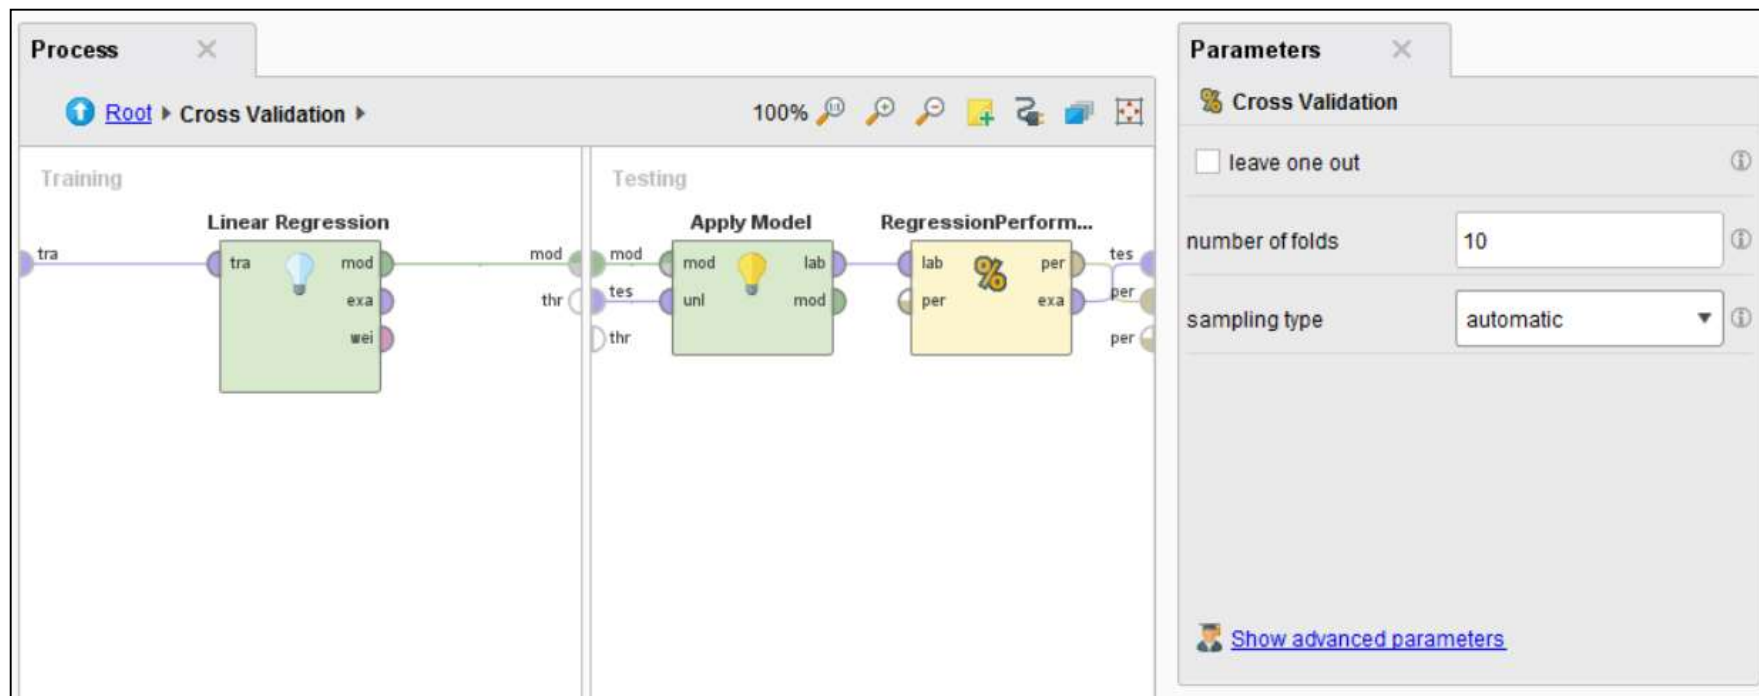 Process
Root Cross Validation
100%
Training
Linear Regression
tra
tra
mod
exa
wei
mod
thr
Testing
Apply Model
RegressionPerform...
mod
tes
thr
mod
unl
lab
mod
lab
per
per
exa
tes
per
per
Parameters
Cross Validation
leave one out
number of folds 10
sampling type automatic
Show advanced parameters